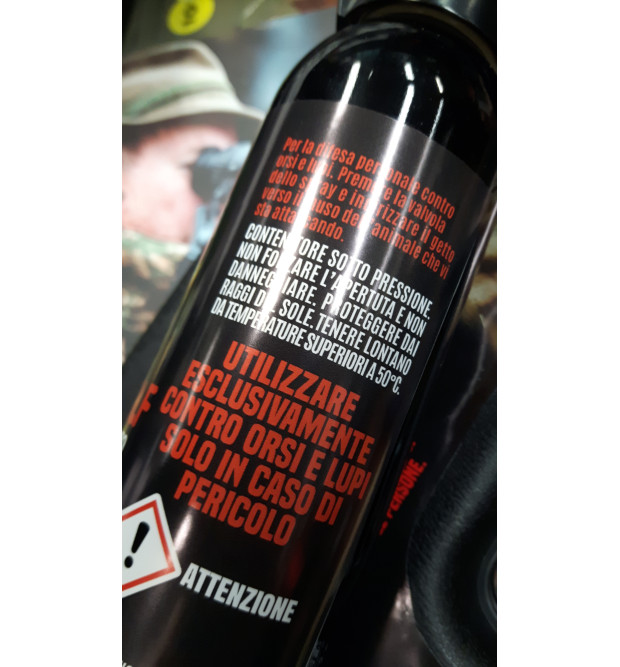 Per la difesa personale contro
orsi e lupi. Premere la valvola
dello spray e indirizzare il getto
verso il muso dell'animale che vi
sta attaccando.
CONTENITORE SOTTO PRESSIONE.
NON FORZARE L'APERTUTA E NON
DANNEGGIARE. PROTEGGERE DAI
RAGGI DEL SOLE. TENERE LONTANO
DA TEMPERATURE SUPERIORI A 50°C.
UTILIZZARE
ESCLUSIVAMENTE
CONTRO ORSI E LUPI
SOLO IN CASO DI
PERICOLO
!
ATTENZIONE
PERSONE.